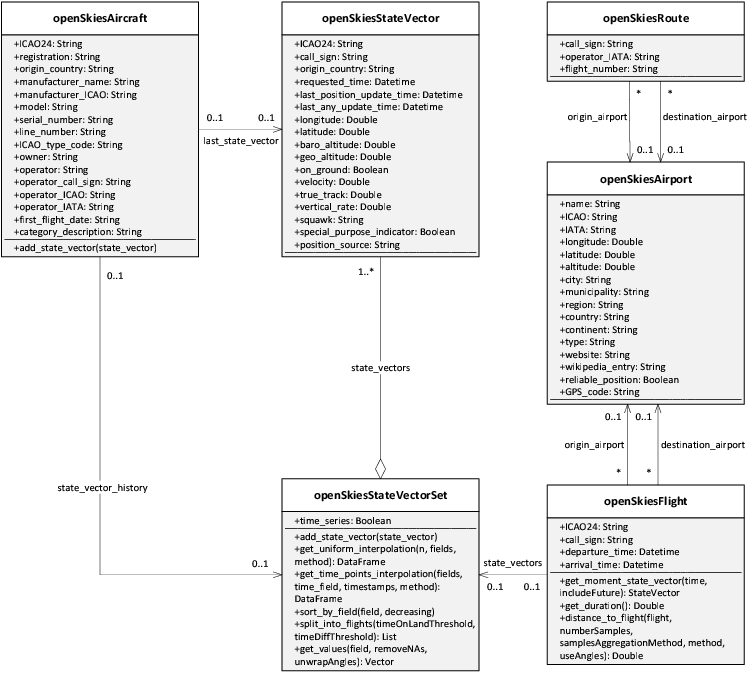 openSkiesAircraft
+ICAO24: String
+registration: String
+origin_country: String
+manufacturer_name: String
+manufacturer_ICAO: String
+model: String
+serial_number: String
+line_number: String
+ICAO_type_code: String
+owner: String
+operator: String
+operator_call_sign: String
+operator_ICAO: String
+operator_IATA: String
+first_flight_date: String
+category_description: String
+add_state_vector(state_vector)
0..1
0..1
last_state_vector
openSkiesStateVector
+ICAO24: String
+call_sign: String
+origin_country: String
+requested_time: Datetime
+last_position_update_time: Datetime
+last_any_update_time: Datetime
+longitude: Double
+latitude: Double
+baro_altitude: Double
+geo_altitude: Double
+on_ground: Boolean
+velocity: Double
+true_track: Double
+vertical_rate: Double
+squawk: String
+special_purpose_indicator: Boolean
+position_source: String
openSkiesRoute
+call_sign: String
+operator_IATA: String
+flight_number: String
*
*
origin_airport
destination_airport
0..1
0..1
openSkiesAirport
+name: String
+ICAO: String
+IATA: String
+longitude: Double
+latitude: Double
+altitude: Double
+city: String
+municipality: String
+region: String
+country: String
+continent: String
+type: String
+website: String
+wikipedia_entry: String
+reliable_position: Boolean
+GPS_code: String
0..1
0..1
origin_airport
destination_airport
*
*
0..1
state_vector_history
0..1
1..*
state_vectors
openSkiesStateVectorSet
+time_series: Boolean
+add_state_vector(state_vector)
+get_uniform_interpolation(n, fields,
method): DataFrame
+get_time_points_interpolation(fields,
time_field, timestamps, method):
DataFrame
+sort_by_field(field, decreasing)
+split_into_flights(timeOnLandThreshold,
timeDiffThreshold): List
+get_values(field, removeNAs,
unwrapAngles): Vector
state_vectors
0..1
0..1
openSkiesFlight
+ICAO24: String
+call_sign: String
+departure_time: Datetime
+arrival_time: Datetime
+get_moment_state_vector(time,
includeFuture): StateVector
+get_duration(): Double
+distance_to_flight(flight,
numberSamples,
samplesAggregationMethod, method,
useAngles): Double